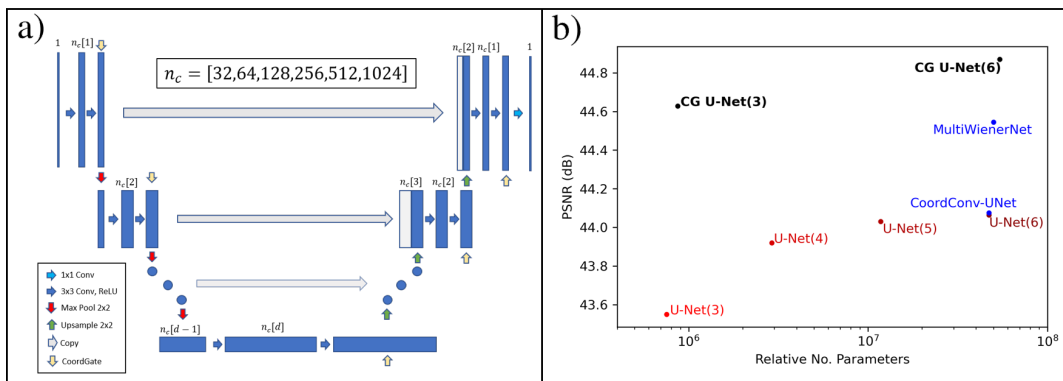 a)
1
n_c[1]
n_c = [32,64,128,256,512,1024]
n_c[2]
n_c[1]
1
n_c[2]
n_c[3]
n_c[2]
n_c[d − 1]
n_c[d]
1x1 Conv
3x3 Conv, ReLU
Max Pool 2x2
Upsample 2x2
Copy
CoordGate
b)
PSNR (dB)
44.8
44.6
44.4
44.2
44.0
43.8
43.6
CG U-Net(6)
CG U-Net(3)
MultiWienerNet
CoordConv-UNet
U-Net(6)
U-Net(5)
U-Net(4)
U-Net(3)
10^6
10^7
10^8
Relative No. Parameters